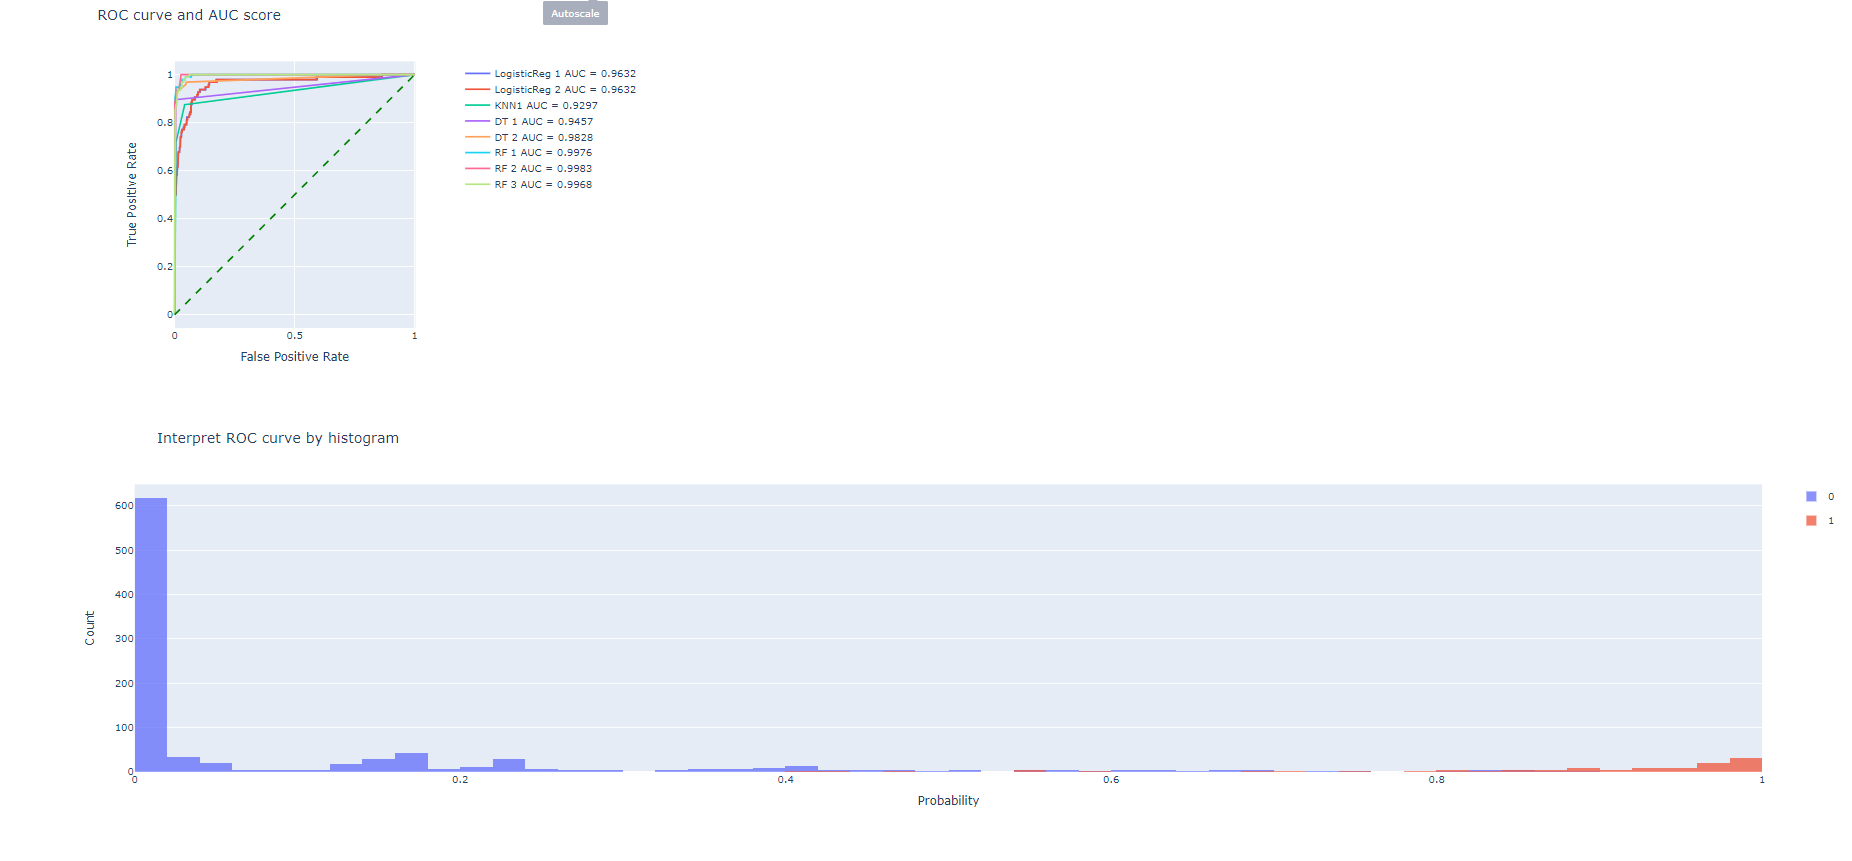 ROC curve and AUC score
Autoscale
1
0.8
0.6
0.4
0.2
0
True Positive Rate
0
0.5
1
False Positive Rate
LogisticReg 1 AUC = 0.9632
LogisticReg 2 AUC = 0.9632
KNN1 AUC = 0.9297
DT 1 AUC = 0.9457
DT 2 AUC = 0.9828
RF 1 AUC = 0.9976
RF 2 AUC = 0.9983
RF 3 AUC = 0.9968
Interpret ROC curve by histogram
600
500
400
300
200
100
0
Count
0
0.2
0.4
0.6
0.8
1
Probability
0
1